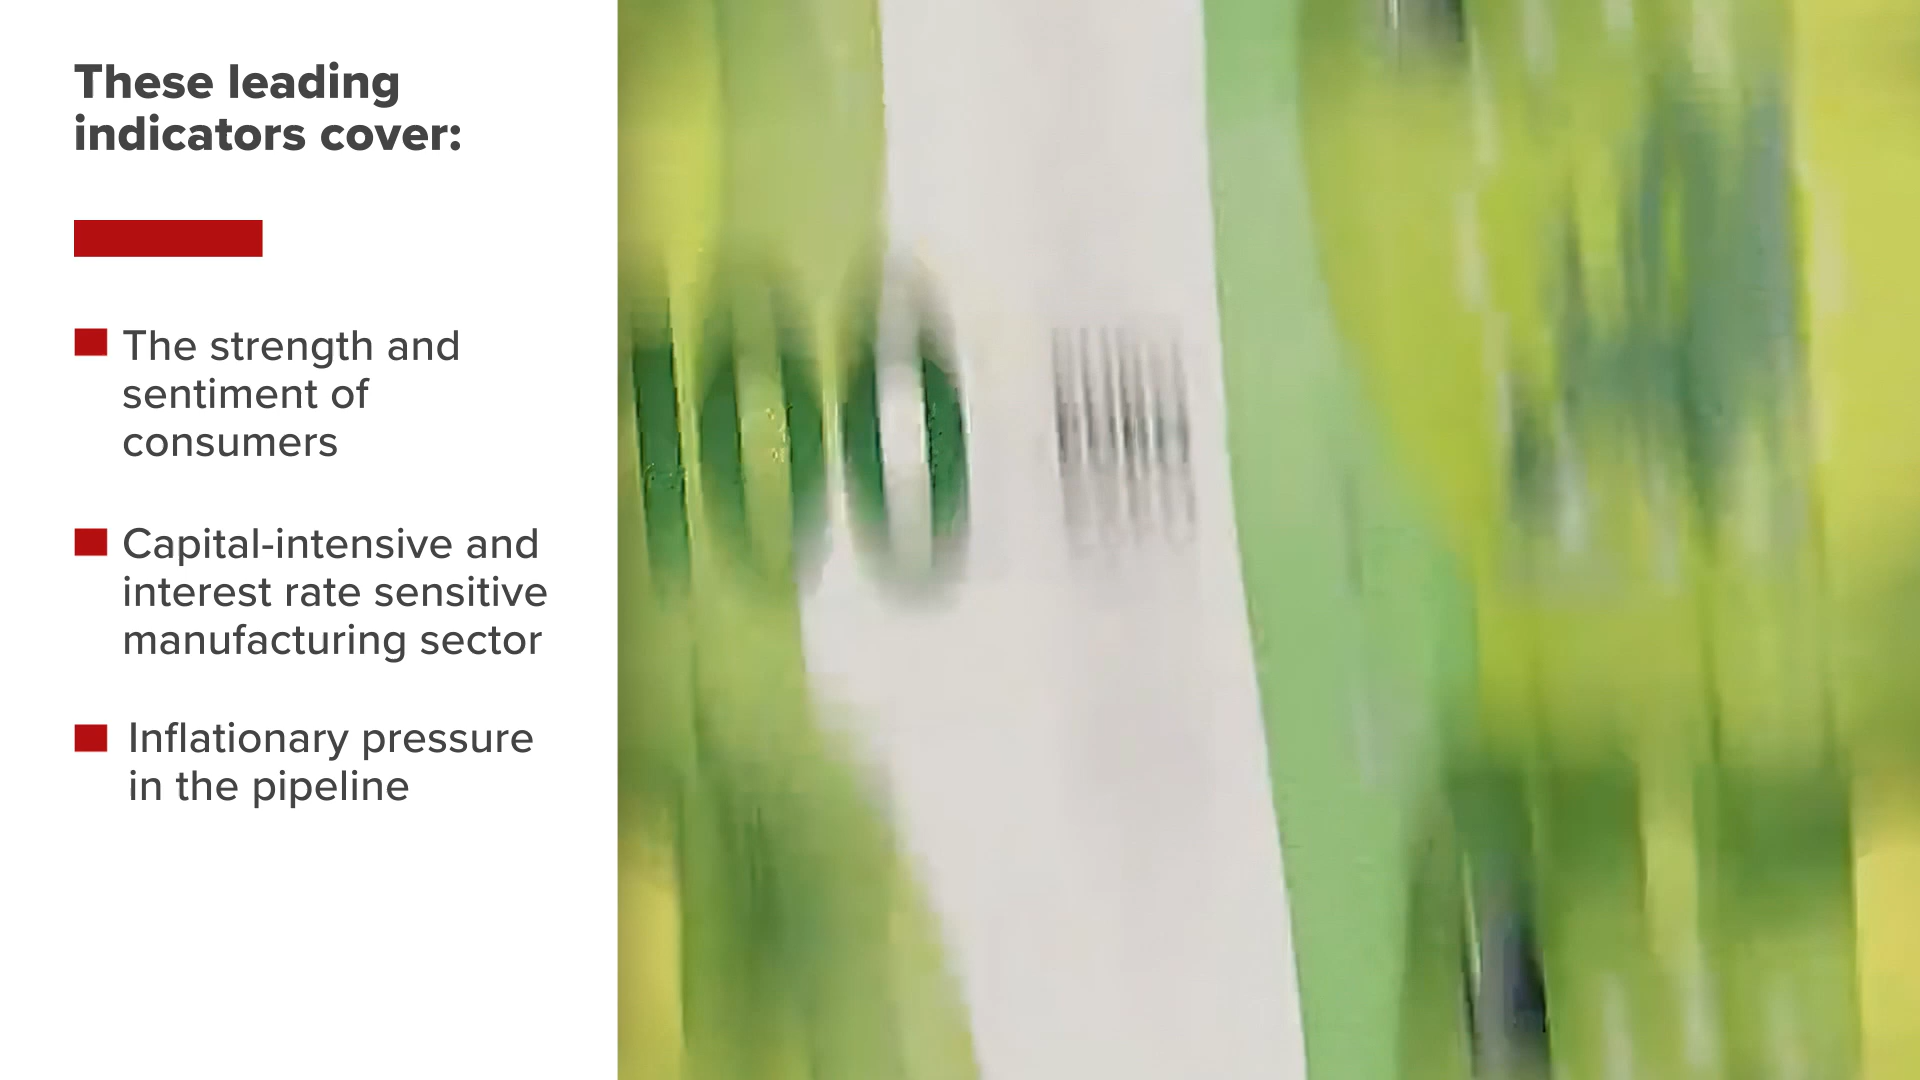 These leading
indicators cover:
The strength and
sentiment of
consumers
Capital-intensive and
interest rate sensitive
manufacturing sector
Inflationary pressure
in the pipeline